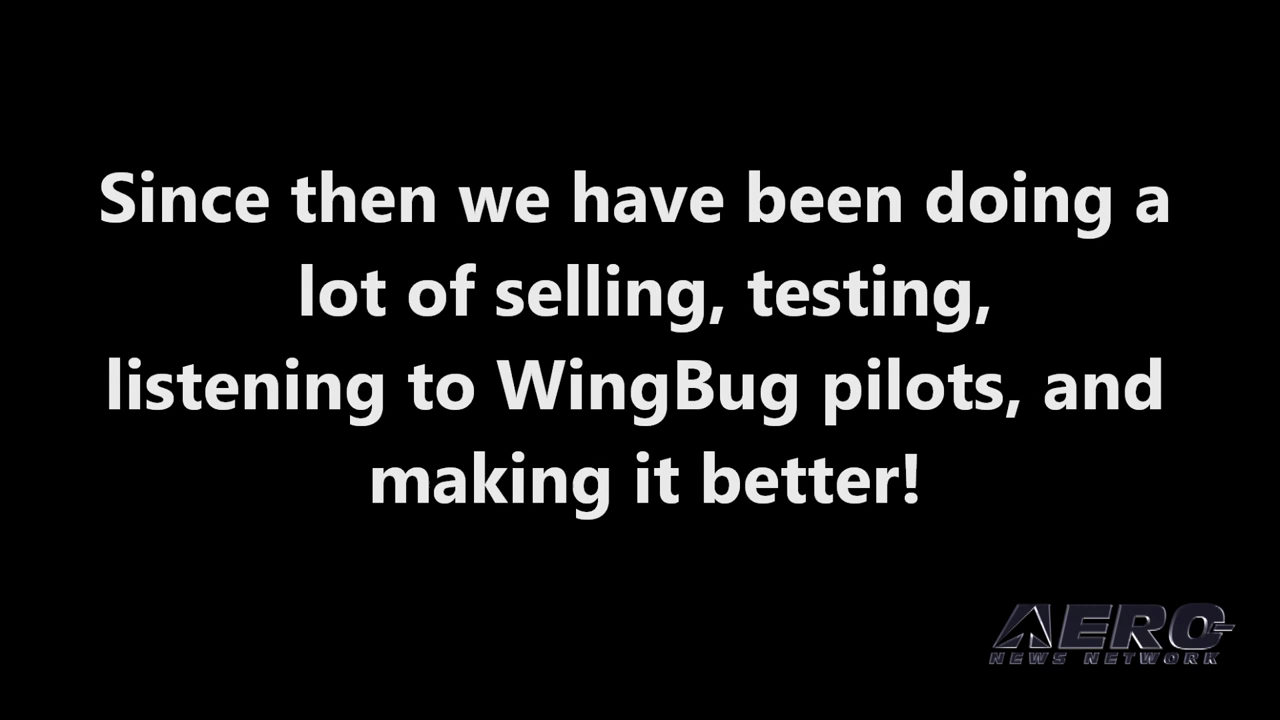 Since then we have been doing a
lot of selling, testing,
listening to WingBug pilots, and
making it better!
AERO
NEWS NETWORK